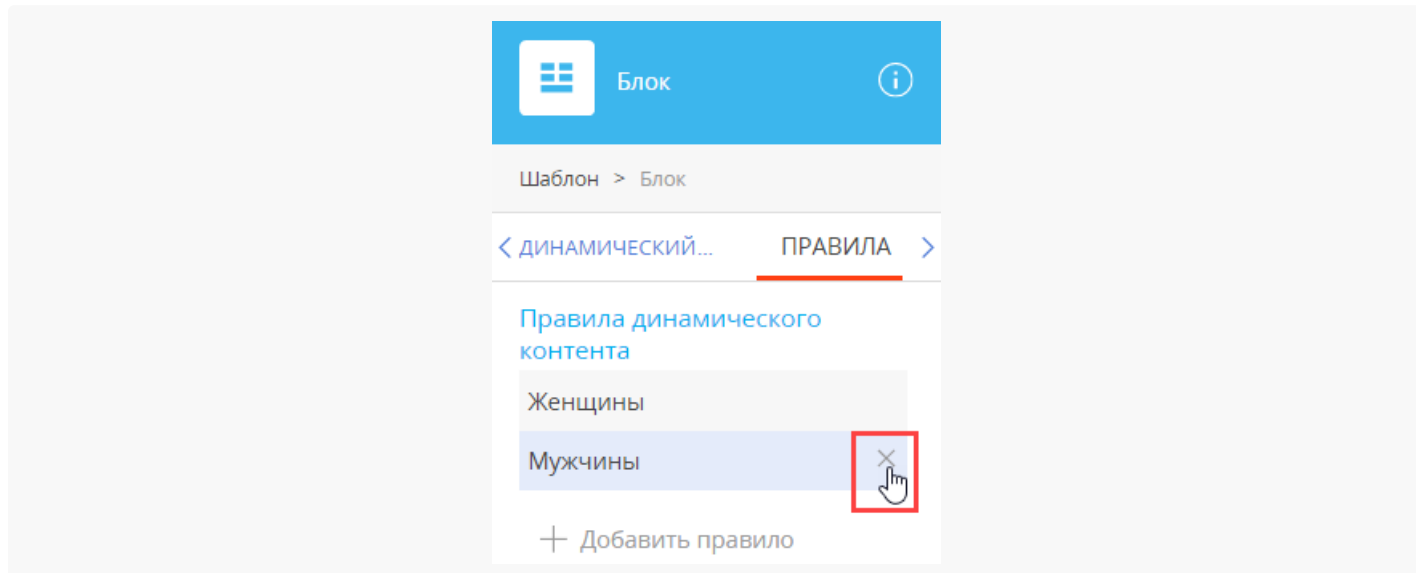 Блок
Шаблон > Блок
ДИНАМИЧЕСКИЙ... ПРАВИЛА
Правила динамического
контента
Женщины
Мужчины
Добавить правило